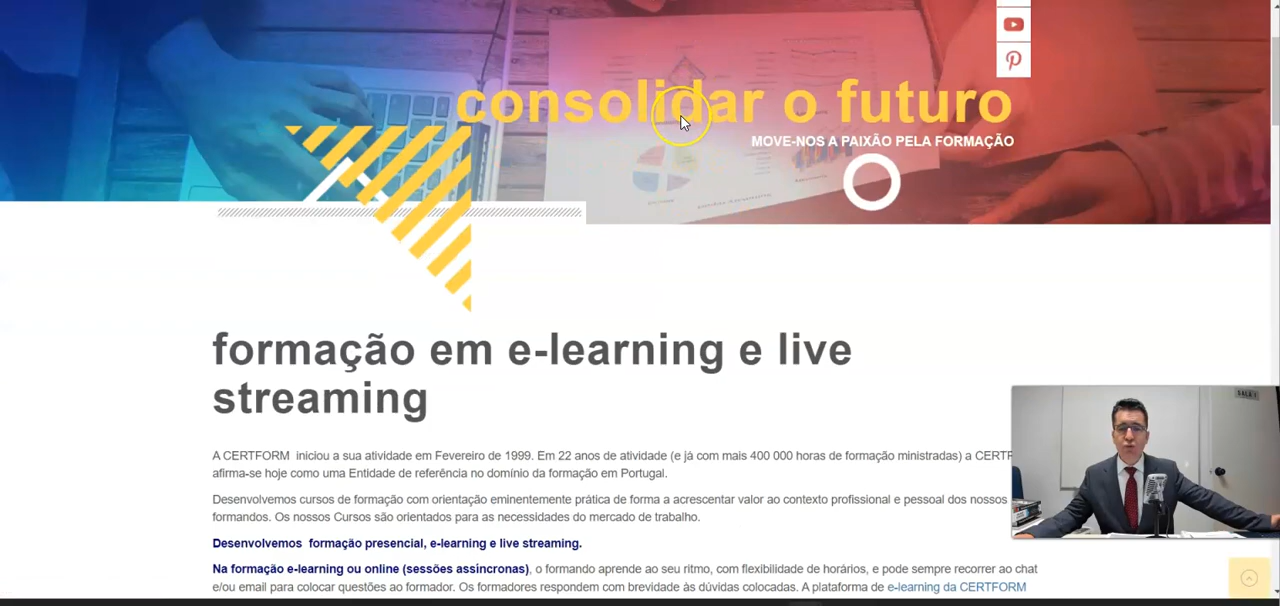 consolidar o futuro
MOVE-NOS A PAIXÃO PELA FORMAÇÃO
formação em e-learning e live
streaming
A CERTFORM iniciou a sua atividade em Fevereiro de 1999. Em 22 anos de atividade (e já com mais 400 000 horas de formação ministradas) a CERTF
afirma-se hoje como uma Entidade de referência no domínio da formação em Portugal.
Desenvolvemos cursos de formação com orientação eminentemente prática de forma a acrescentar valor ao contexto profissional e pessoal dos nossos
formandos. Os nossos Cursos são orientados para as necessidades do mercado de trabalho.
Desenvolvemos formação presencial, e-learning e live streaming.
Na formação e-learning ou online (sessões assincronas), o formando aprende ao seu ritmo, com flexibilidade de horários, e pode sempre recorrer ao chat
e/ou email para colocar questões ao formador. Os formadores respondem com brevidade às dúvidas colocadas. A plataforma de e-learning da CERTFORM
SALA 1